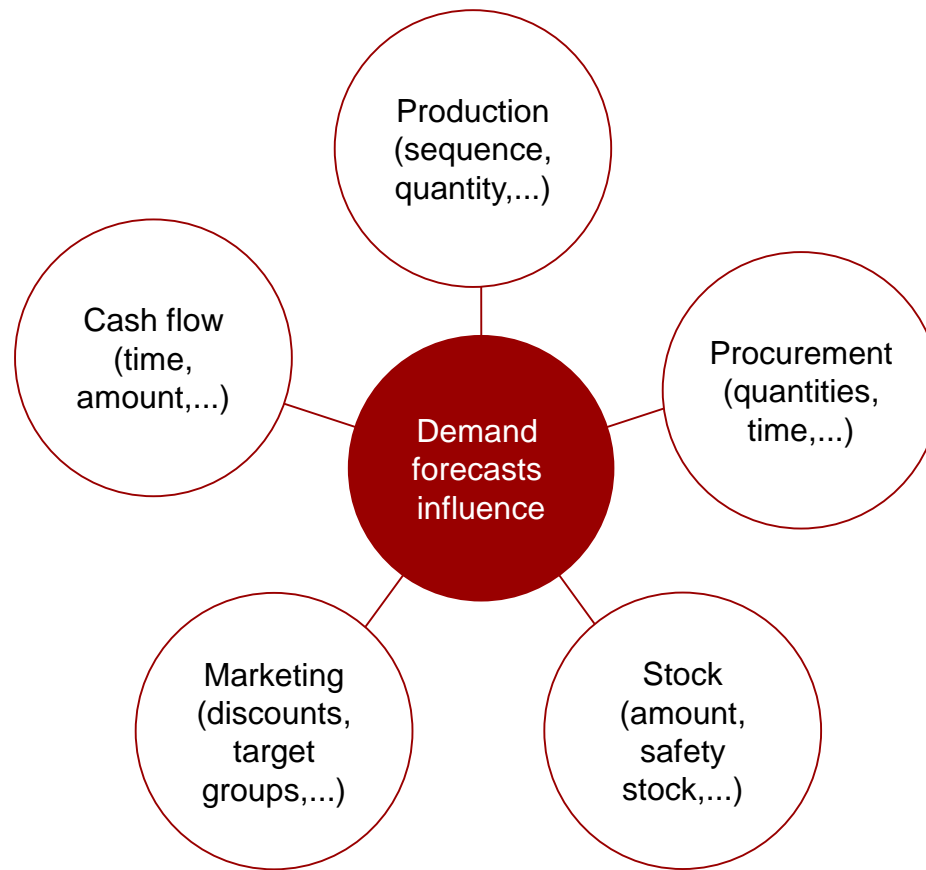 Production
(sequence,
quantity,...)
Cash flow
(time,
amount,...)
Procurement
(quantities,
time,...)
Demand
forecasts
influence
Marketing
(discounts,
target
groups,...)
Stock
(amount,
safety
stock,...)